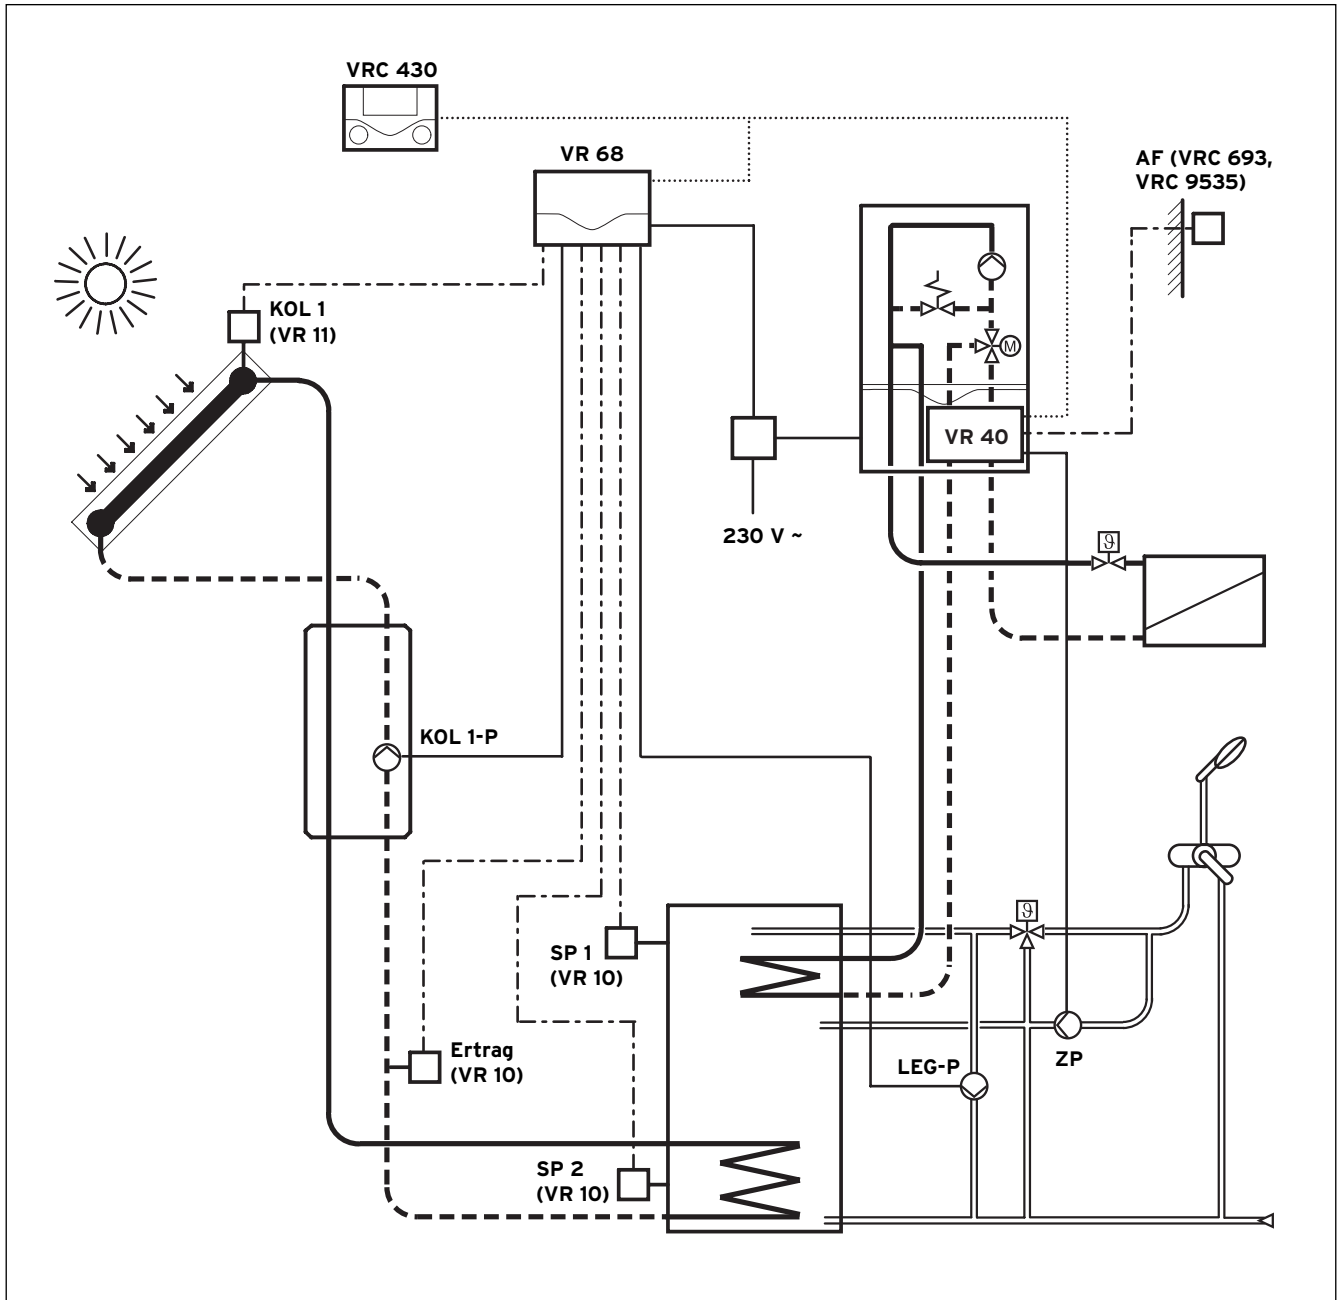 VRC 430
VR 68
AF (VRC 693,
VRC 9535)
KOL 1
(VR 11)
M
VR 40
230 V ~
ϑ
KOL 1-P
ϑ
SP 1
(VR 10)
Ertrag
(VR 10)
LEG-P
ZP
SP 2
(VR 10)